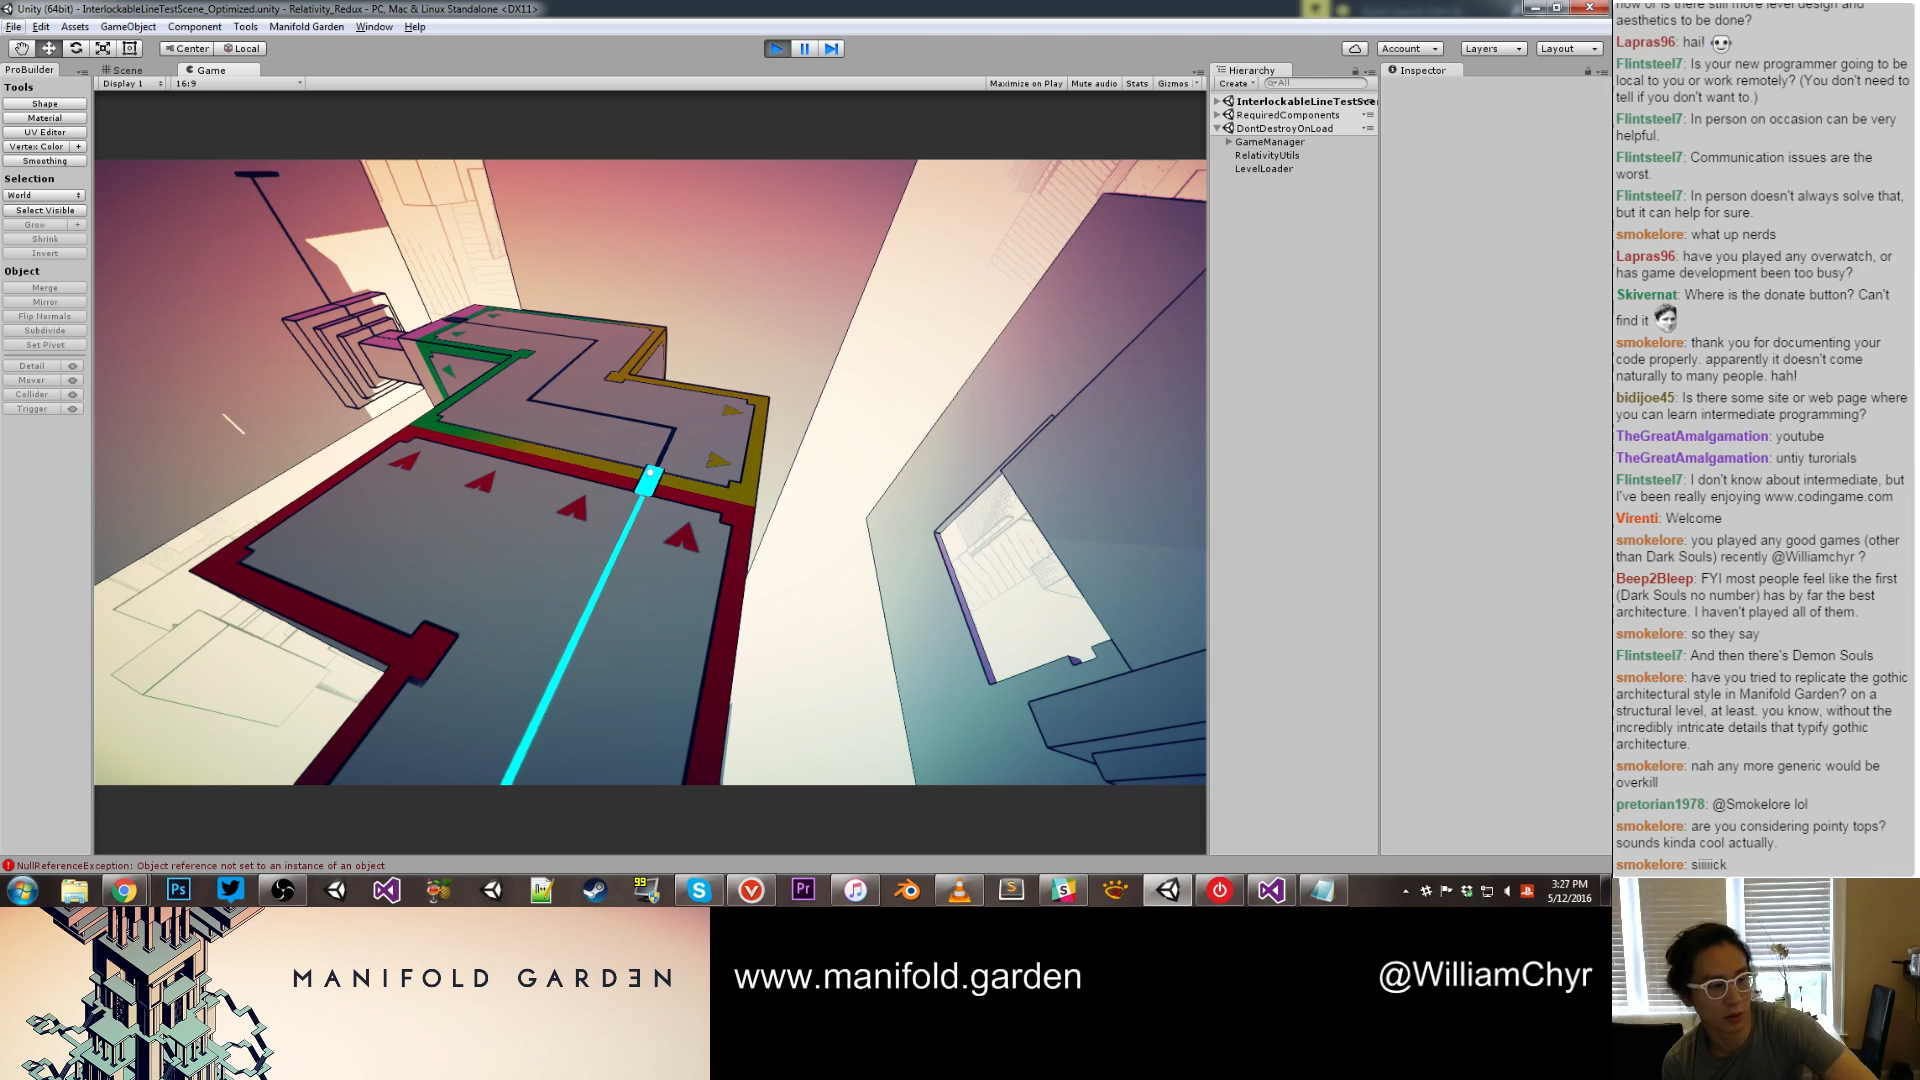 Unity (64bit) - InterlockableLineTestScene_Optimized.unity - Relativity_Redux - PC, Mac & Linux Standalone <DX11>
File Edit Assets GameObject Component Tools Manifold Garden Window Help
Center Local
Account Layers Layout
ProBuilder
Scene
Game
Display 1
16:9
Maximize on Play Mute audio Stats Gizmos
Tools
Shape
Material
UV Editor
Vertex Color +
Smoothing
Selection
World
Select Visible
Grow +
Shrink
Invert
Object
Merge
Mirror
Flip Normals
Subdivide
Set Pivot
Detail
Mover
Collider
Trigger
Hierarchy
Create
All
InterlockableLineTestScer
RequiredComponents
DontDestroyOnLoad
GameManager
RelativityUtils
LevelLoader
Inspector
NullReferenceException: Object reference not set to an instance of an object
99
3:27 PM
5/12/2016
MANIFOLD GARDƎN
www.manifold.garden
@WilliamChyr
how or is there still more level design and
aesthetics to be done?
Lapras96: hai!
Flintsteel7: Is your new programmer going to be
local to you or work remotely? (You don't need to
tell if you don't want to.)
Flintsteel7: In person on occasion can be very
helpful.
Flintsteel7: Communication issues are the
worst.
Flintsteel7: In person doesn't always solve that,
but it can help for sure.
smokelore: what up nerds
Lapras96: have you played any overwatch, or
has game development been too busy?
Skivernat: Where is the donate button? Can't
find it
smokelore: thank you for documenting your
code properly. apparently it doesn't come
naturally to many people. hah!
bidijoe45: Is there some site or web page where
you can learn intermediate programming?
TheGreatAmalgamation: youtube
TheGreatAmalgamation: untiy turorials
Flintsteel7: I don't know about intermediate, but
I've been really enjoying www.codingame.com
Virenti: Welcome
smokelore: you played any good games (other
than Dark Souls) recently @Williamchyr ?
Beep2Bleep: FYI most people feel like the first
(Dark Souls no number) has by far the best
architecture. I haven't played all of them.
smokelore: so they say
Flintsteel7: And then there's Demon Souls
smokelore: have you tried to replicate the gothic
architectural style in Manifold Garden? on a
structural level, at least. you know, without the
incredibly intricate details that typify gothic
architecture.
smokelore: nah any more generic would be
overkill
pretorian1978: @Smokelore lol
smokelore: are you considering pointy tops?
sounds kinda cool actually.
smokelore: siiiiick